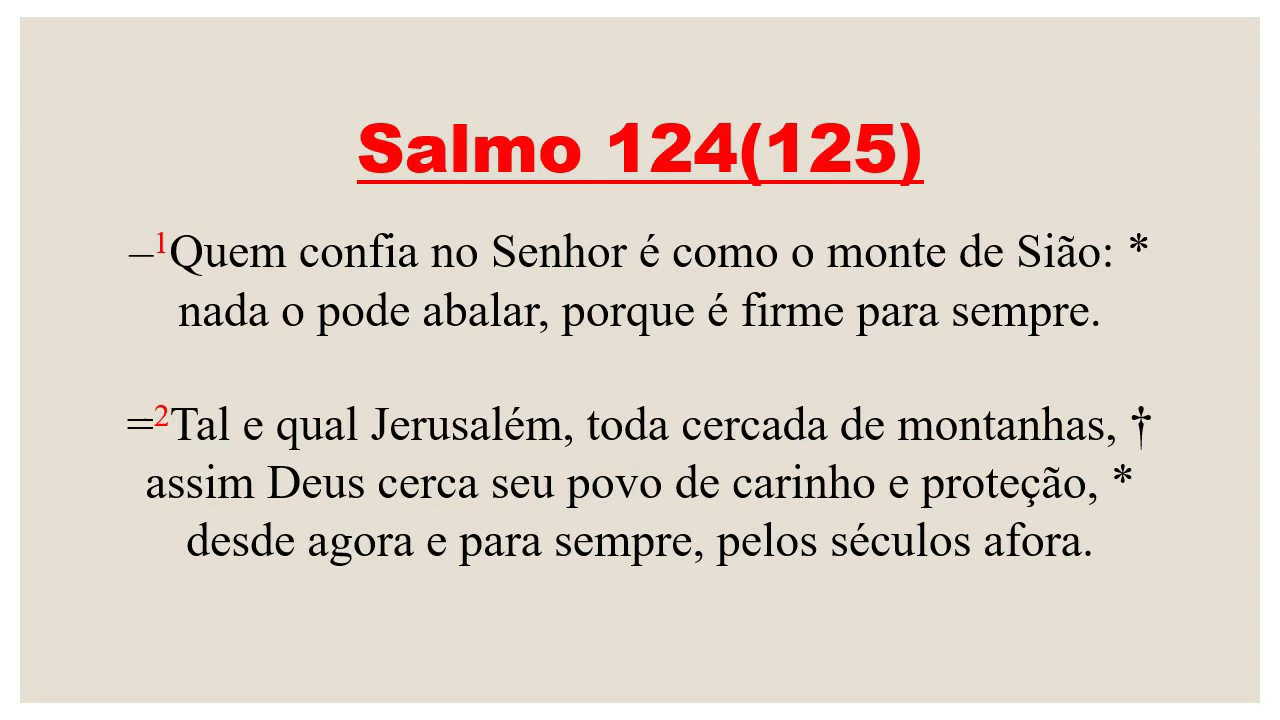 Salmo 124(125)
–¹Quem confia no Senhor é como o monte de Sião: *
nada o pode abalar, porque é firme para sempre.
=²Tal e qual Jerusalém, toda cercada de montanhas, †
assim Deus cerca seu povo de carinho e proteção, *
desde agora e para sempre, pelos séculos afora.